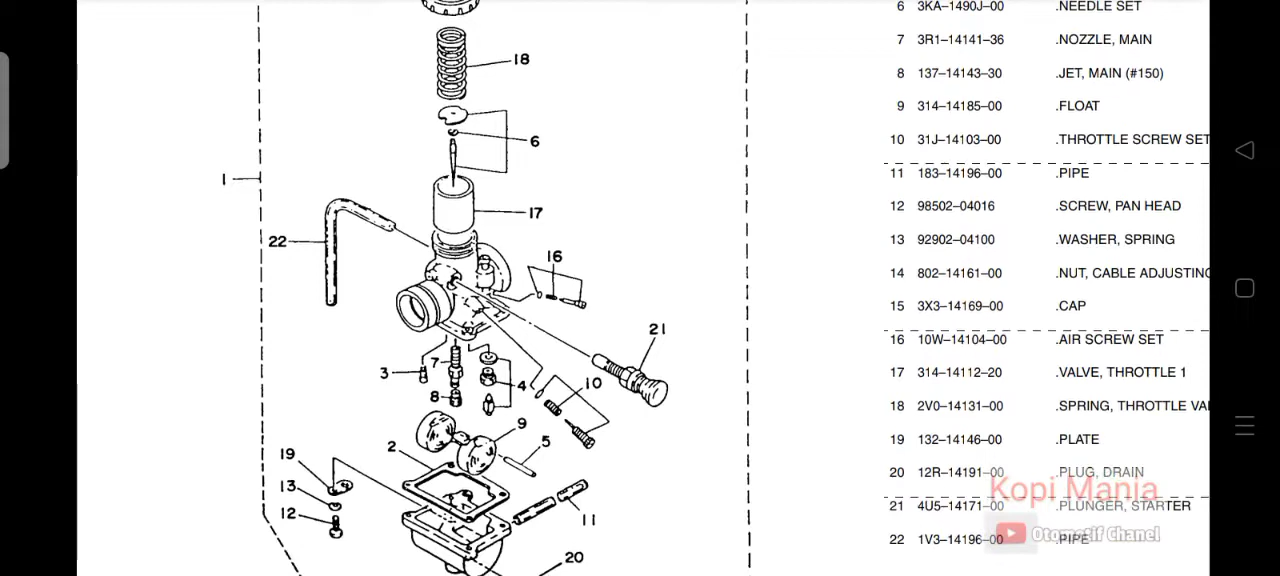 6 3KA–1490J–00 .NEEDLE SET
7 3R1–14141–36 .NOZZLE, MAIN
8 137–14143–30 .JET, MAIN (#150)
9 314–14185–00 .FLOAT
10 31J–14103–00 .THROTTLE SCREW SET
11 183–14196–00 .PIPE
12 98502–04016 .SCREW, PAN HEAD
13 92902–04100 .WASHER, SPRING
14 802–14161–00 .NUT, CABLE ADJUSTING
15 3X3–14169–00 .CAP
16 10W–14104–00 .AIR SCREW SET
17 314–14112–20 .VALVE, THROTTLE 1
18 2V0–14131–00 .SPRING, THROTTLE VA
19 132–14146–00 .PLATE
20 12R–14191–00 .PLUG, DRAIN
21 4U5–14171–00 .PLUNGER, STARTER
22 1V3–14196–00 .PIPE
Kopi Mania
Otomotif Chanel
18
6
1
17
22
16
21
3
7
4
10
8
9
2
5
19
13
12
11
20